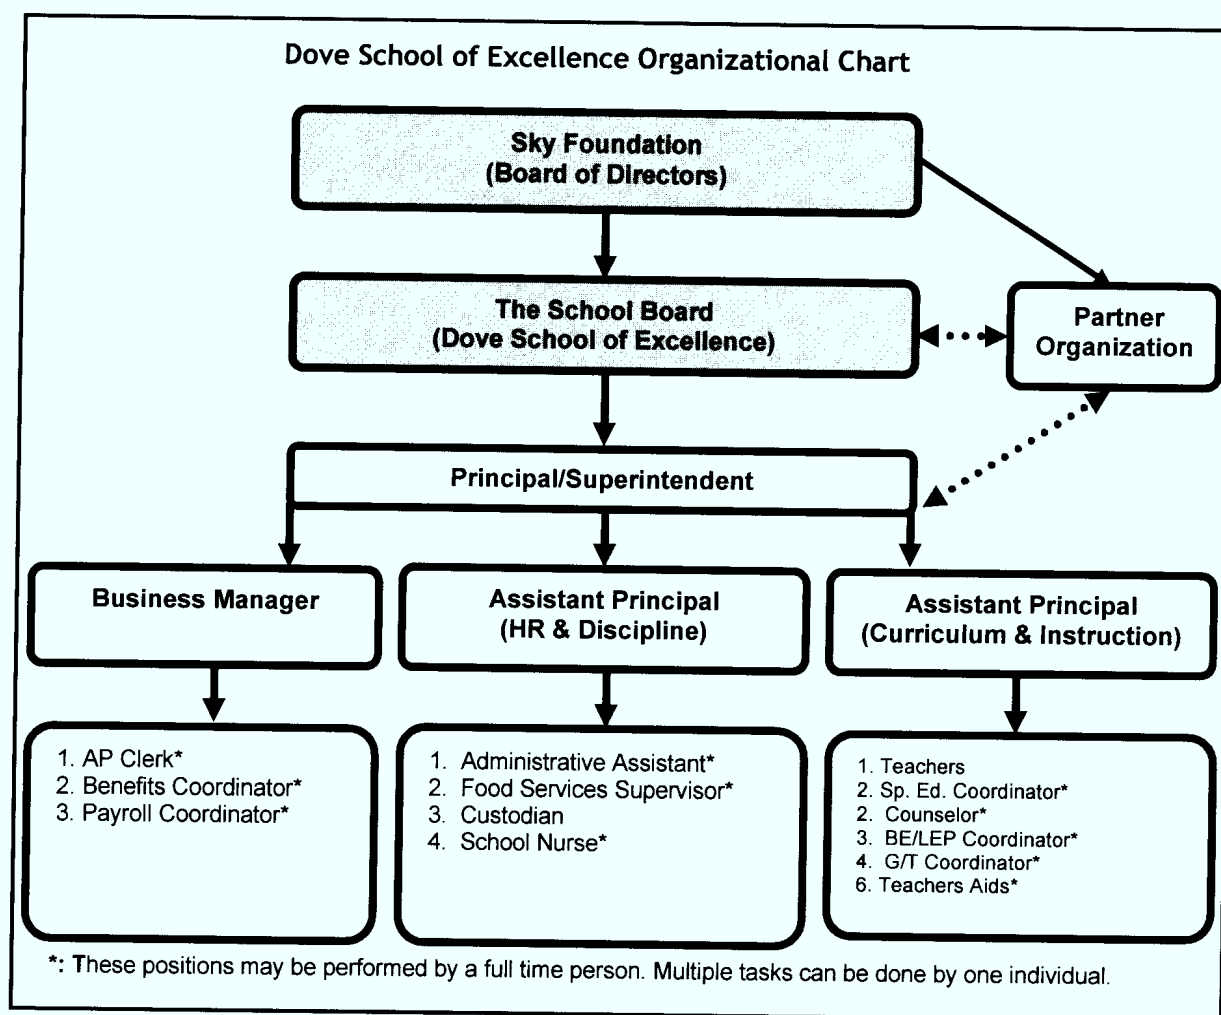 Dove School of Excellence Organizational Chart
Sky Foundation
(Board of Directors)
The School Board
(Dove School of Excellence)
Partner
Organization
Principal/Superintendent
Business Manager
Assistant Principal
(HR & Discipline)
Assistant Principal
(Curriculum & Instruction)
1. AP Clerk*
2. Benefits Coordinator*
3. Payroll Coordinator*
1. Administrative Assistant*
2. Food Services Supervisor*
3. Custodian
4. School Nurse*
1. Teachers
2. Sp. Ed. Coordinator*
2. Counselor*
3. BE/LEP Coordinator*
4. G/T Coordinator*
6. Teachers Aids*
*: These positions may be performed by a full time person. Multiple tasks can be done by one individual.